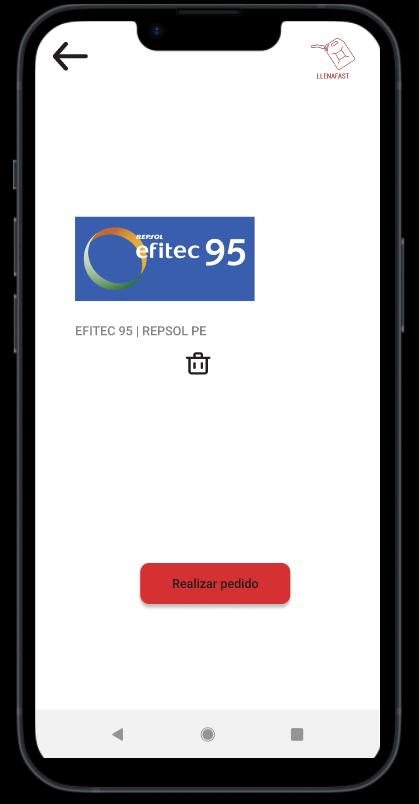 LLENAFAST
REPSOL
efitec 95
EFITEC 95 | REPSOL PE
Realizar pedido